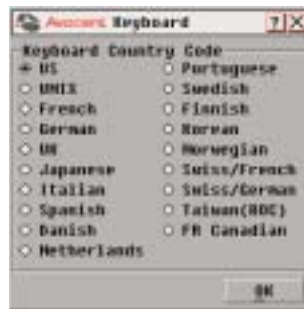 Avocent Keyboard
Keyboard Country Code
US
UNIX
French
German
UK
Japanese
Italian
Spanish
Danish
Netherlands
Portuguese
Swedish
Finnish
Korean
Norwegian
Swiss/French
Swiss/German
Taiwan(ROC)
FR Canadian
OK